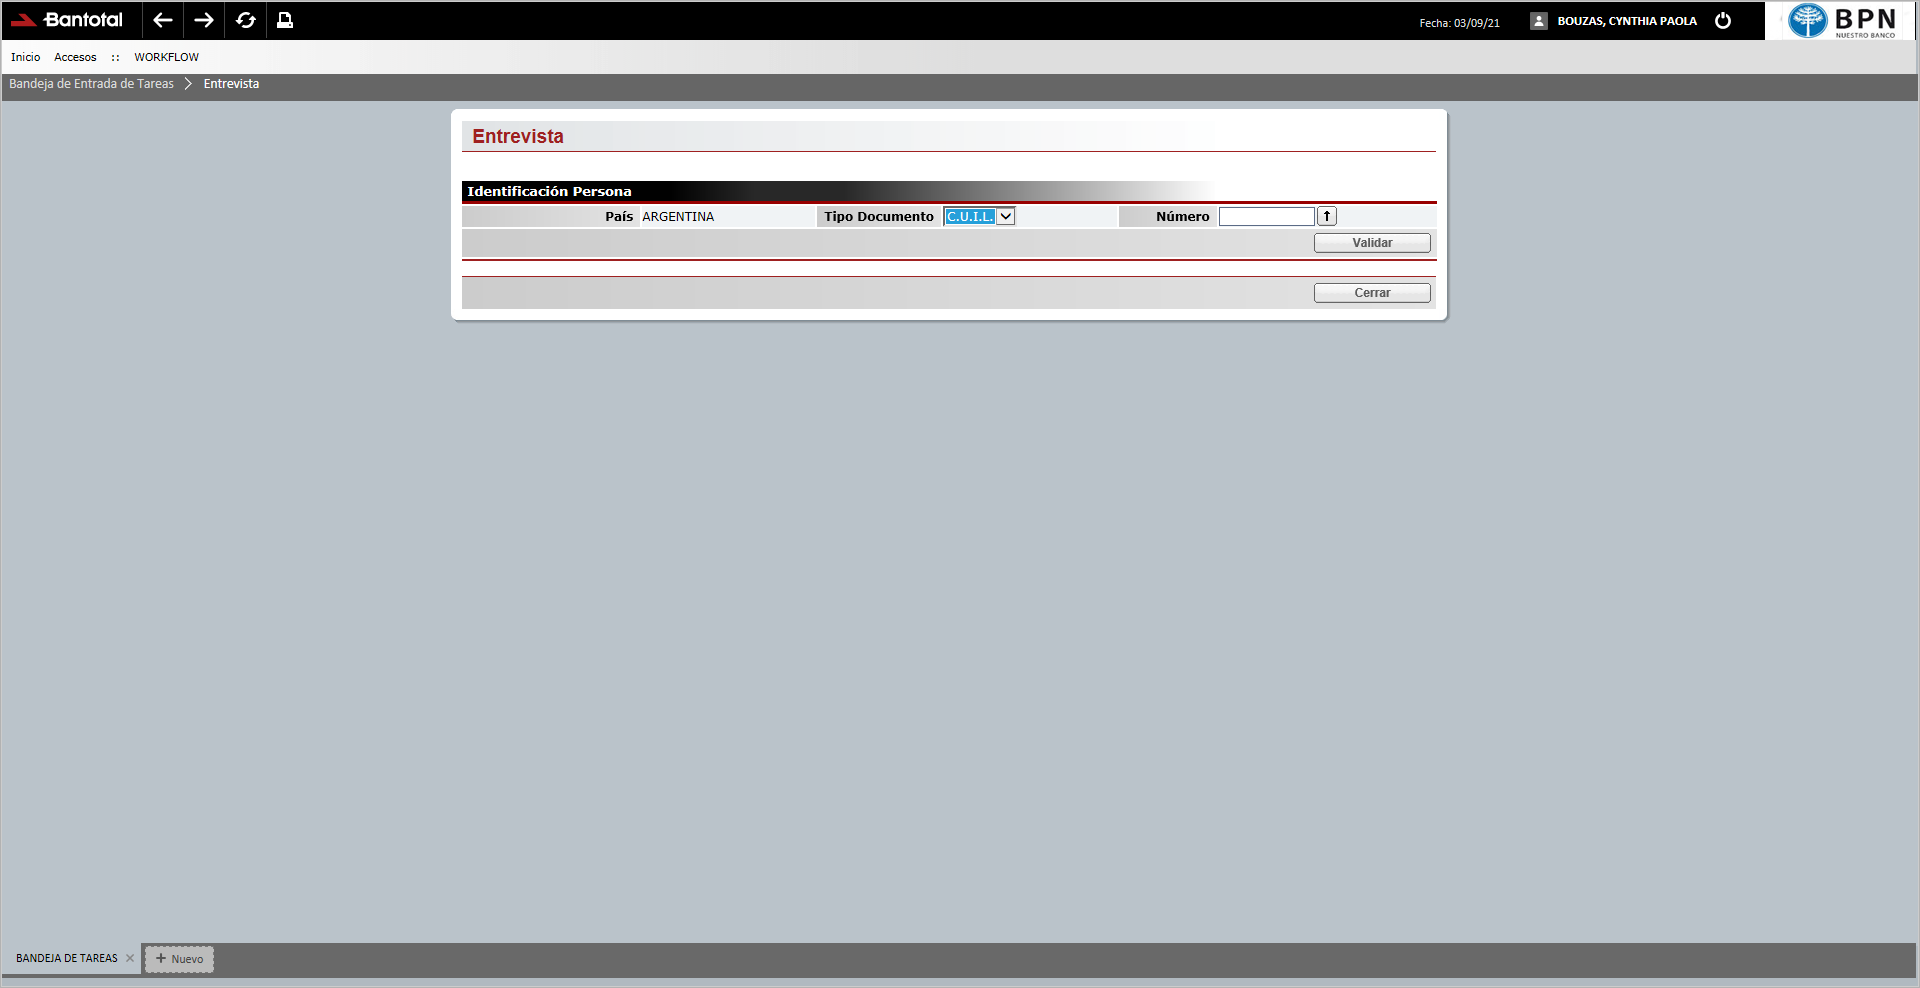 Bantotal
Fecha: 03/09/21
BOUZAS, CYNTHIA PAOLA
BPN
NUESTRO BANCO
Inicio Accesos :: WORKFLOW
Bandeja de Entrada de Tareas > Entrevista
Entrevista
Identificación Persona
País ARGENTINA Tipo Documento C.U.I.L. Número
Validar
Cerrar
BANDEJA DE TAREAS
+ Nuevo